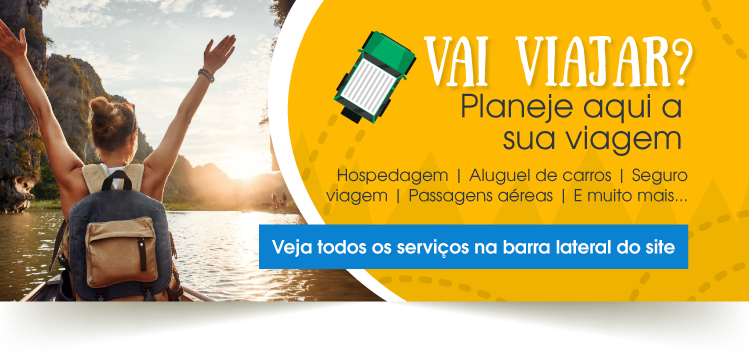 VAI VIAJAR?
Planeje aqui a
sua viagem
Hospedagem | Aluguel de carros | Seguro
viagem | Passagens aéreas | E muito mais...
Veja todos os serviços na barra lateral do site